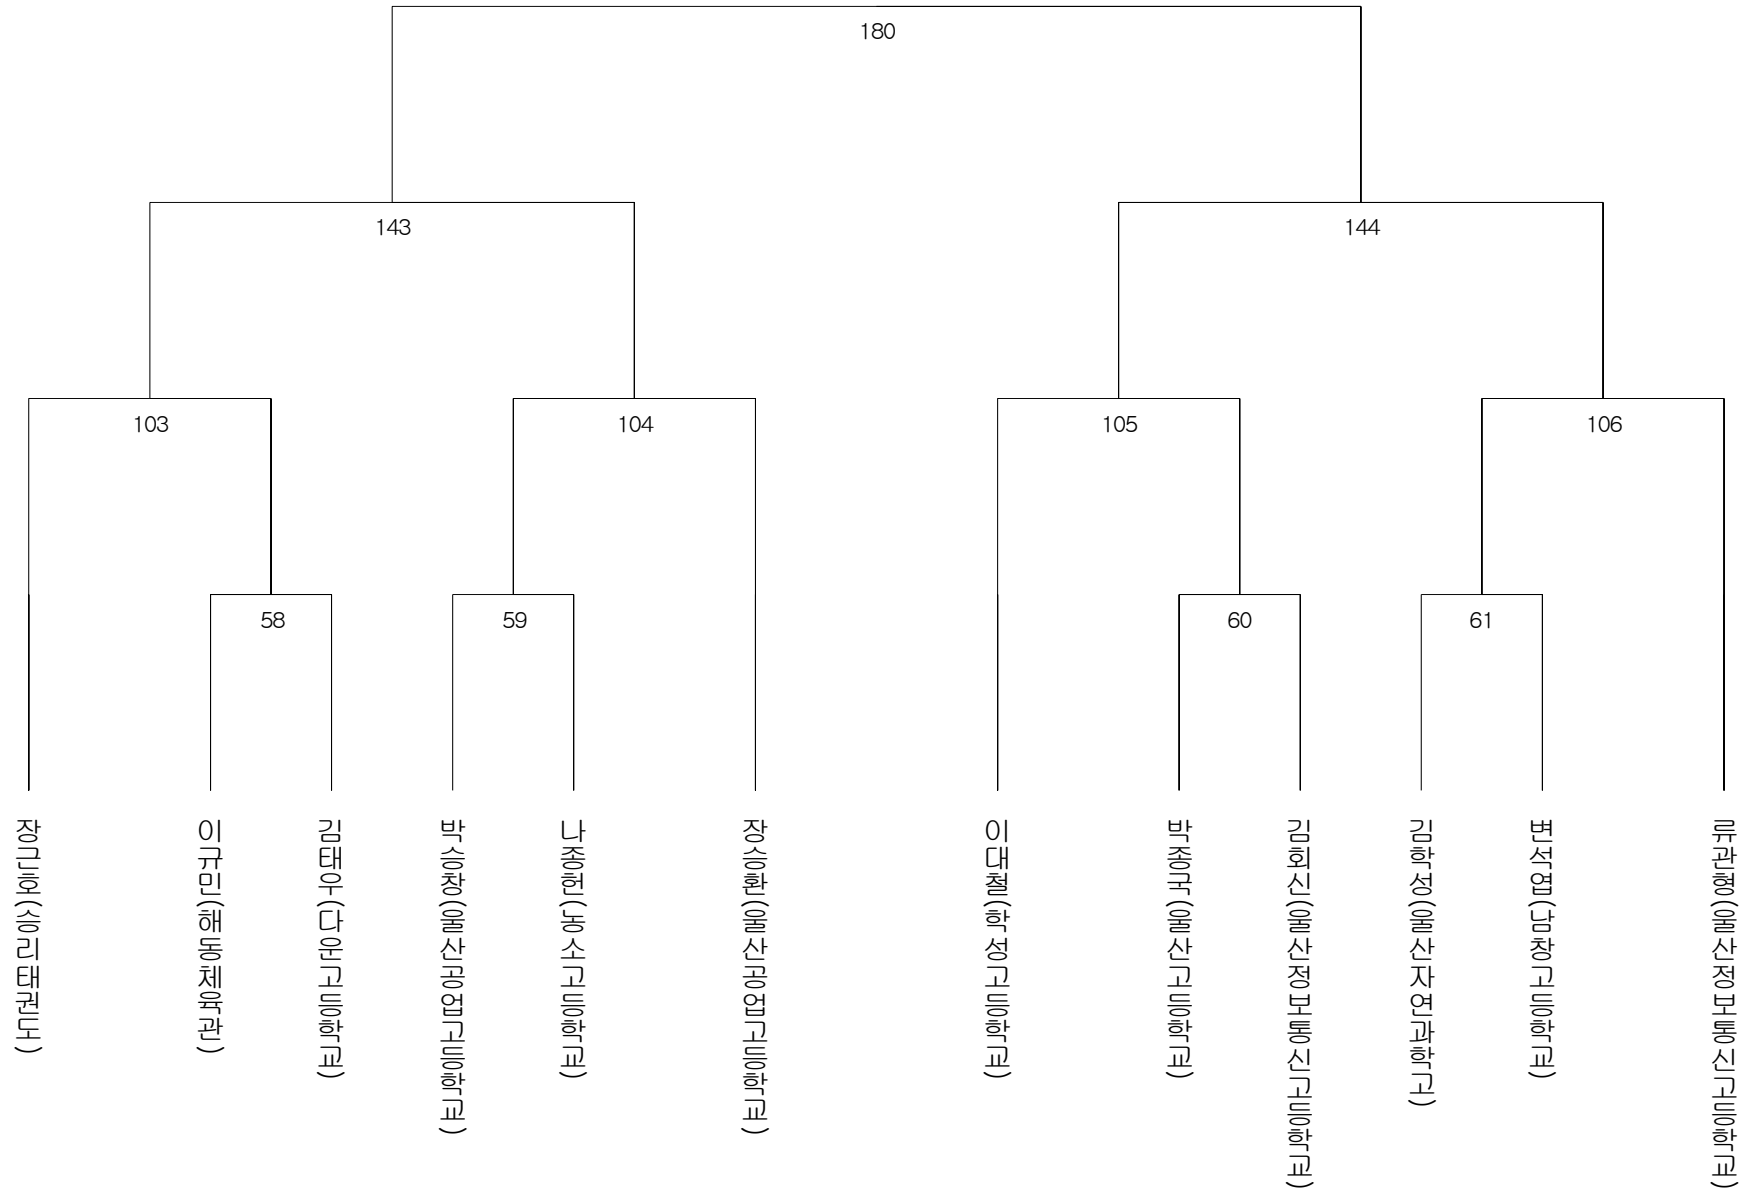 180
143
144
103
104
105
106
58
59
60
61
장근호(승리태권도)
이규민(해동체육관)
김태우(다운고등학교)
박승창(울산공업고등학교)
나종헌(농소고등학교)
장승환(울산공업고등학교)
이대철(학성고등학교)
박종국(울산고등학교)
김회신(울산정보통신고등학교)
김학성(울산자연과학고)
변석엽(남창고등학교)
류관형(울산정보통신고등학교)